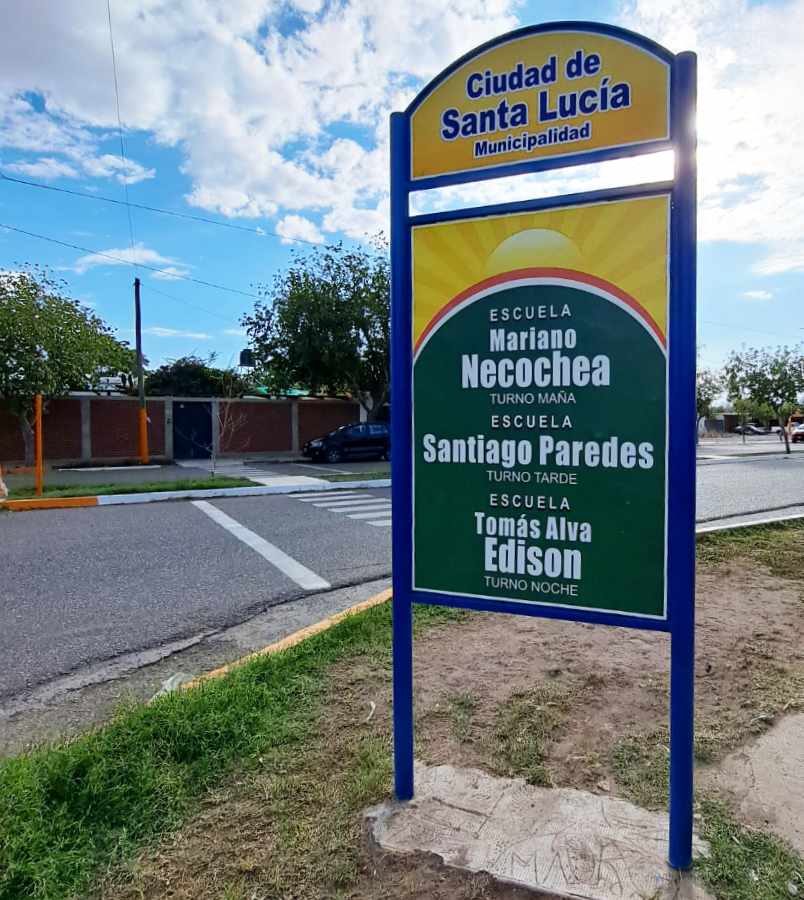 Ciudad de
Santa Lucía
Municipalidad
ESCUELA
Mariano
Necochea
TURNO MAÑA
ESCUELA
Santiago Paredes
TURNO TARDE
ESCUELA
Tomás Alva
Edison
TURNO NOCHE